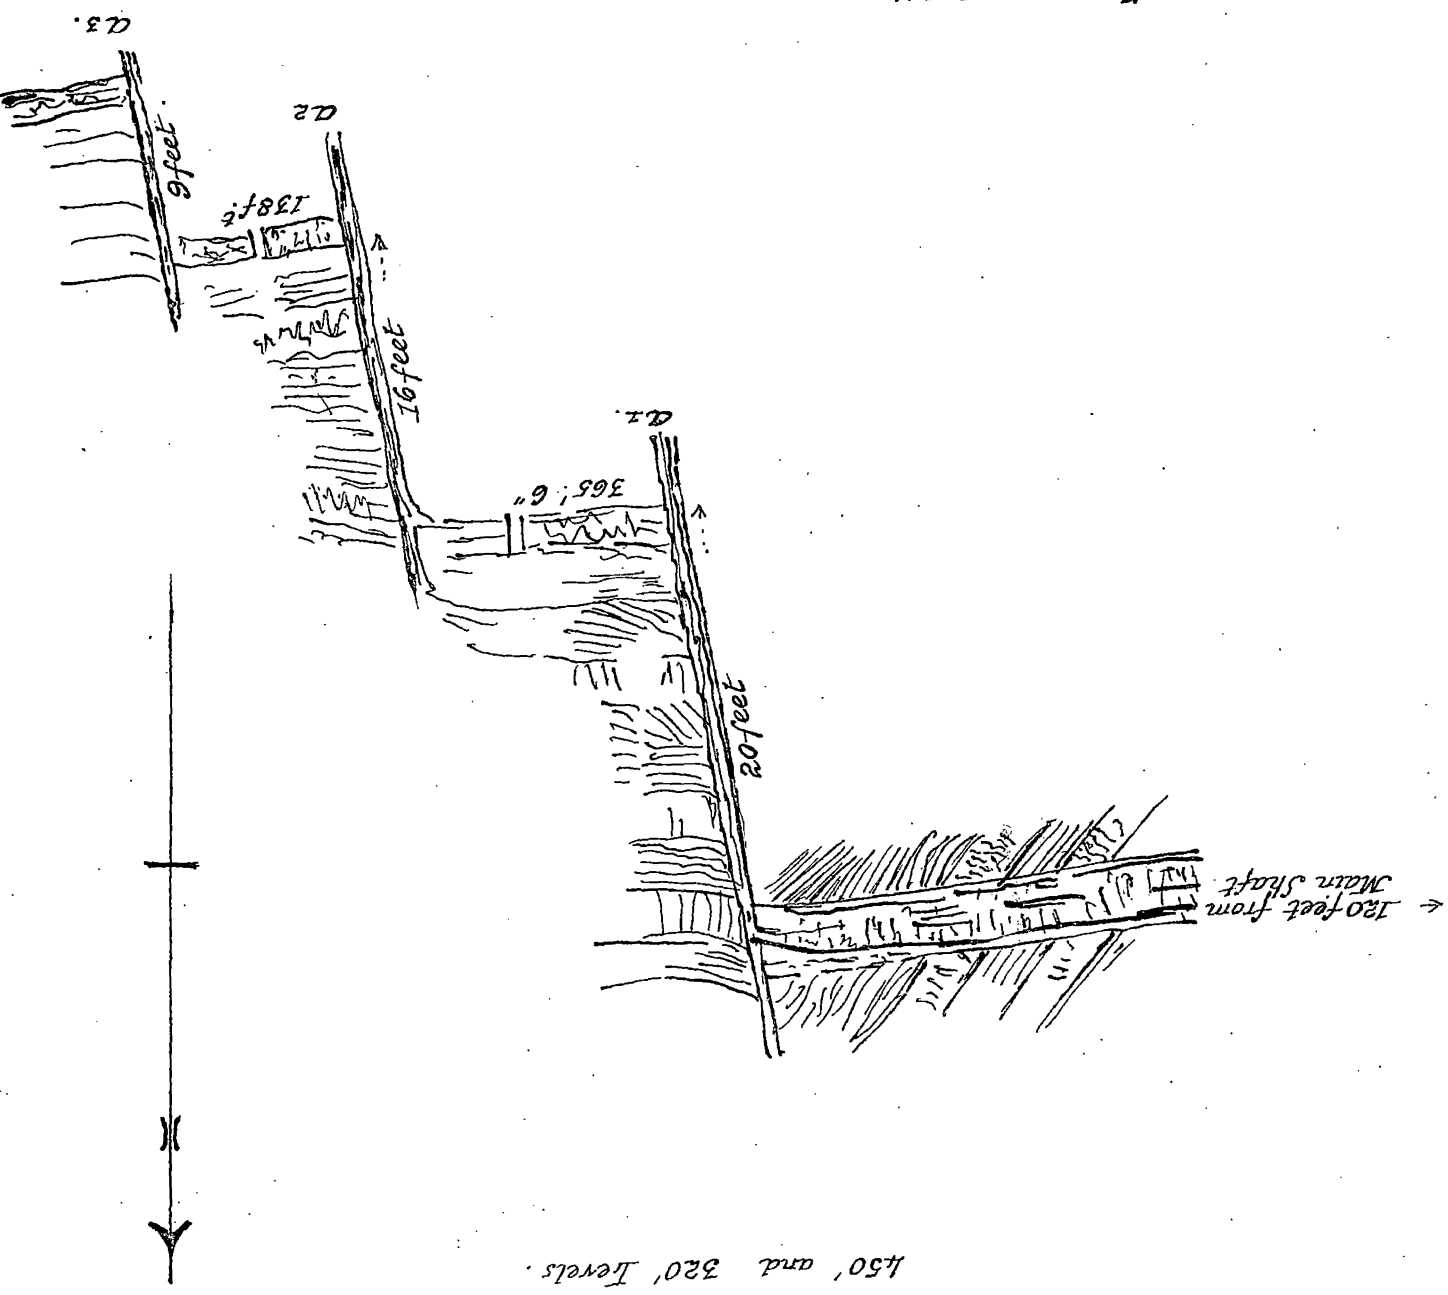 450' and 320' Levels.
← 120 feet from
Main Shaft
20 feet
365' 6"
a1.
16 feet
138 ft.
a2
9 feet.
a3.